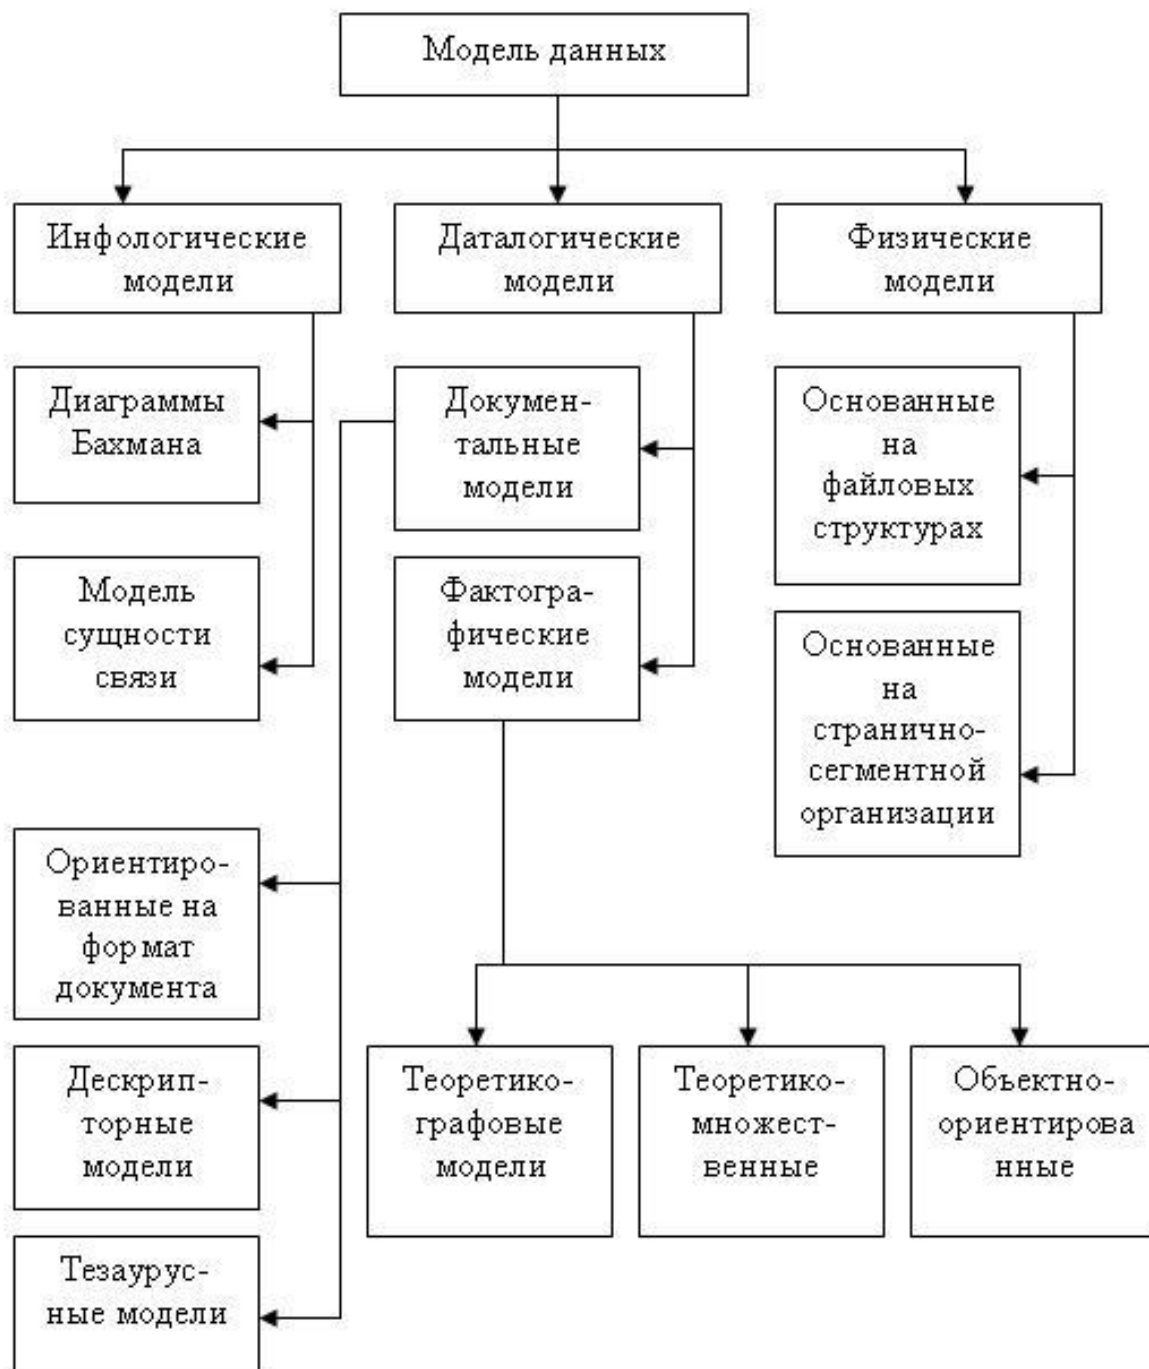 Модель данных
Инфологические
модели
Даталогические
модели
Физические
модели
Диаграммы
Бахмана
Докумен-
тальные
модели
Основанные
на
файловых
структурах
Модель
сущности
связи
Фактогра-
фические
модели
Основанные
на
странично-
сегментной
организации
Ориентиро-
ванные на
формат
документа
Дескрип-
торные
модели
Теоретико-
графовые
модели
Теоретико-
множест-
венные
Объектно-
ориентирова
нные
Тезаурус-
ные модели